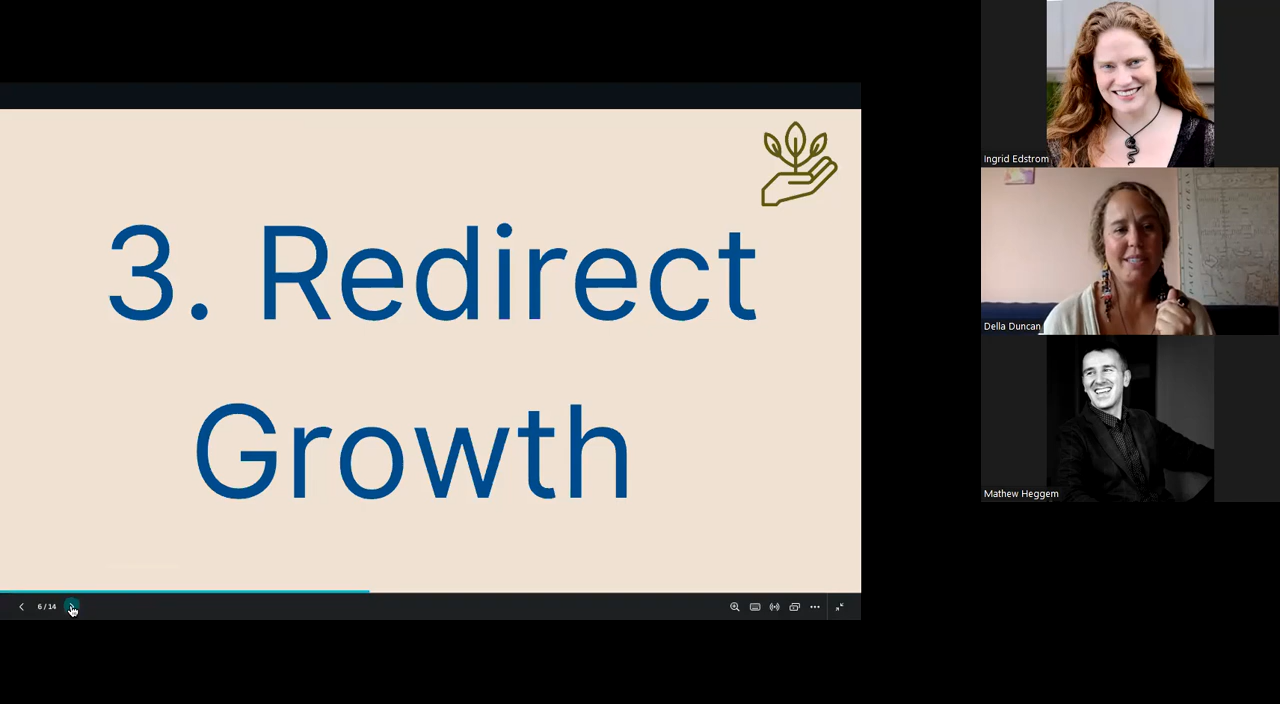 3. Redirect
Growth
6 / 14
Ingrid Edstrom
Della Duncan
Mathew Heggem